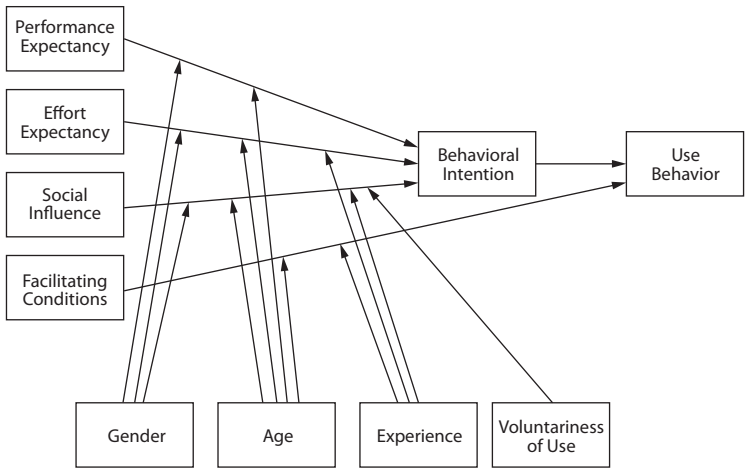 Performance
Expectancy
Effort
Expectancy
Social
Influence
Facilitating
Conditions
Behavioral
Intention
Use
Behavior
Gender
Age
Experience
Voluntariness
of Use